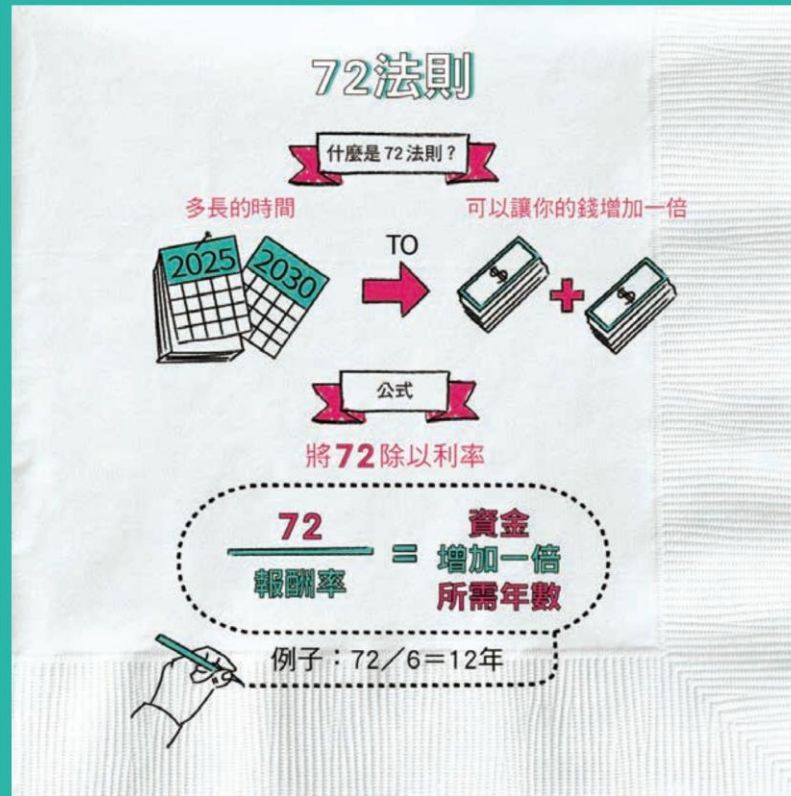 72法則
什麼是72法則?
多長的時間
可以讓你的錢增加一倍
2025
2030
TO
$
+
$
公式
將72除以利率
72
報酬率
=
資金
增加一倍
所需年數
例子:72/6=12年